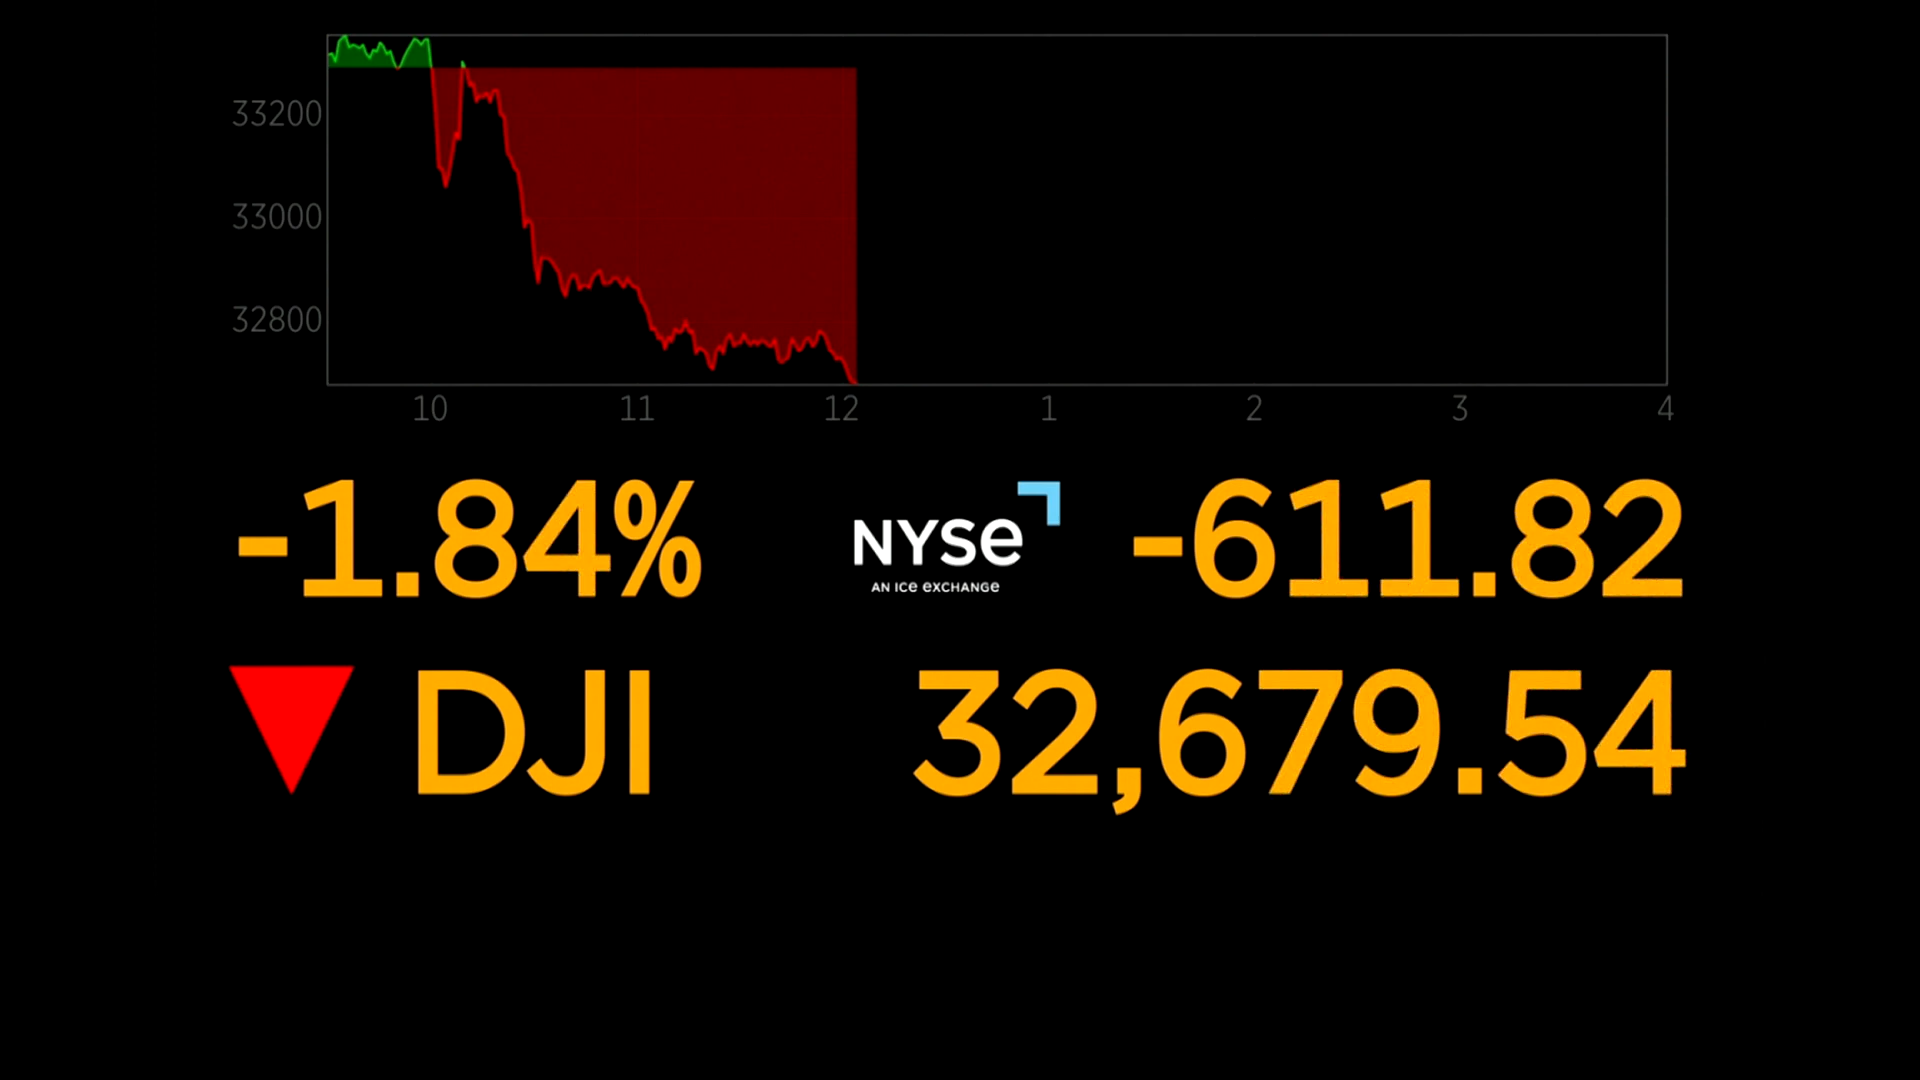 33200
33000
32800
10 11 12 1 2 3 4
-1.84% NYSE -611.82
AN ICE EXCHANGE
DJI 32,679.54